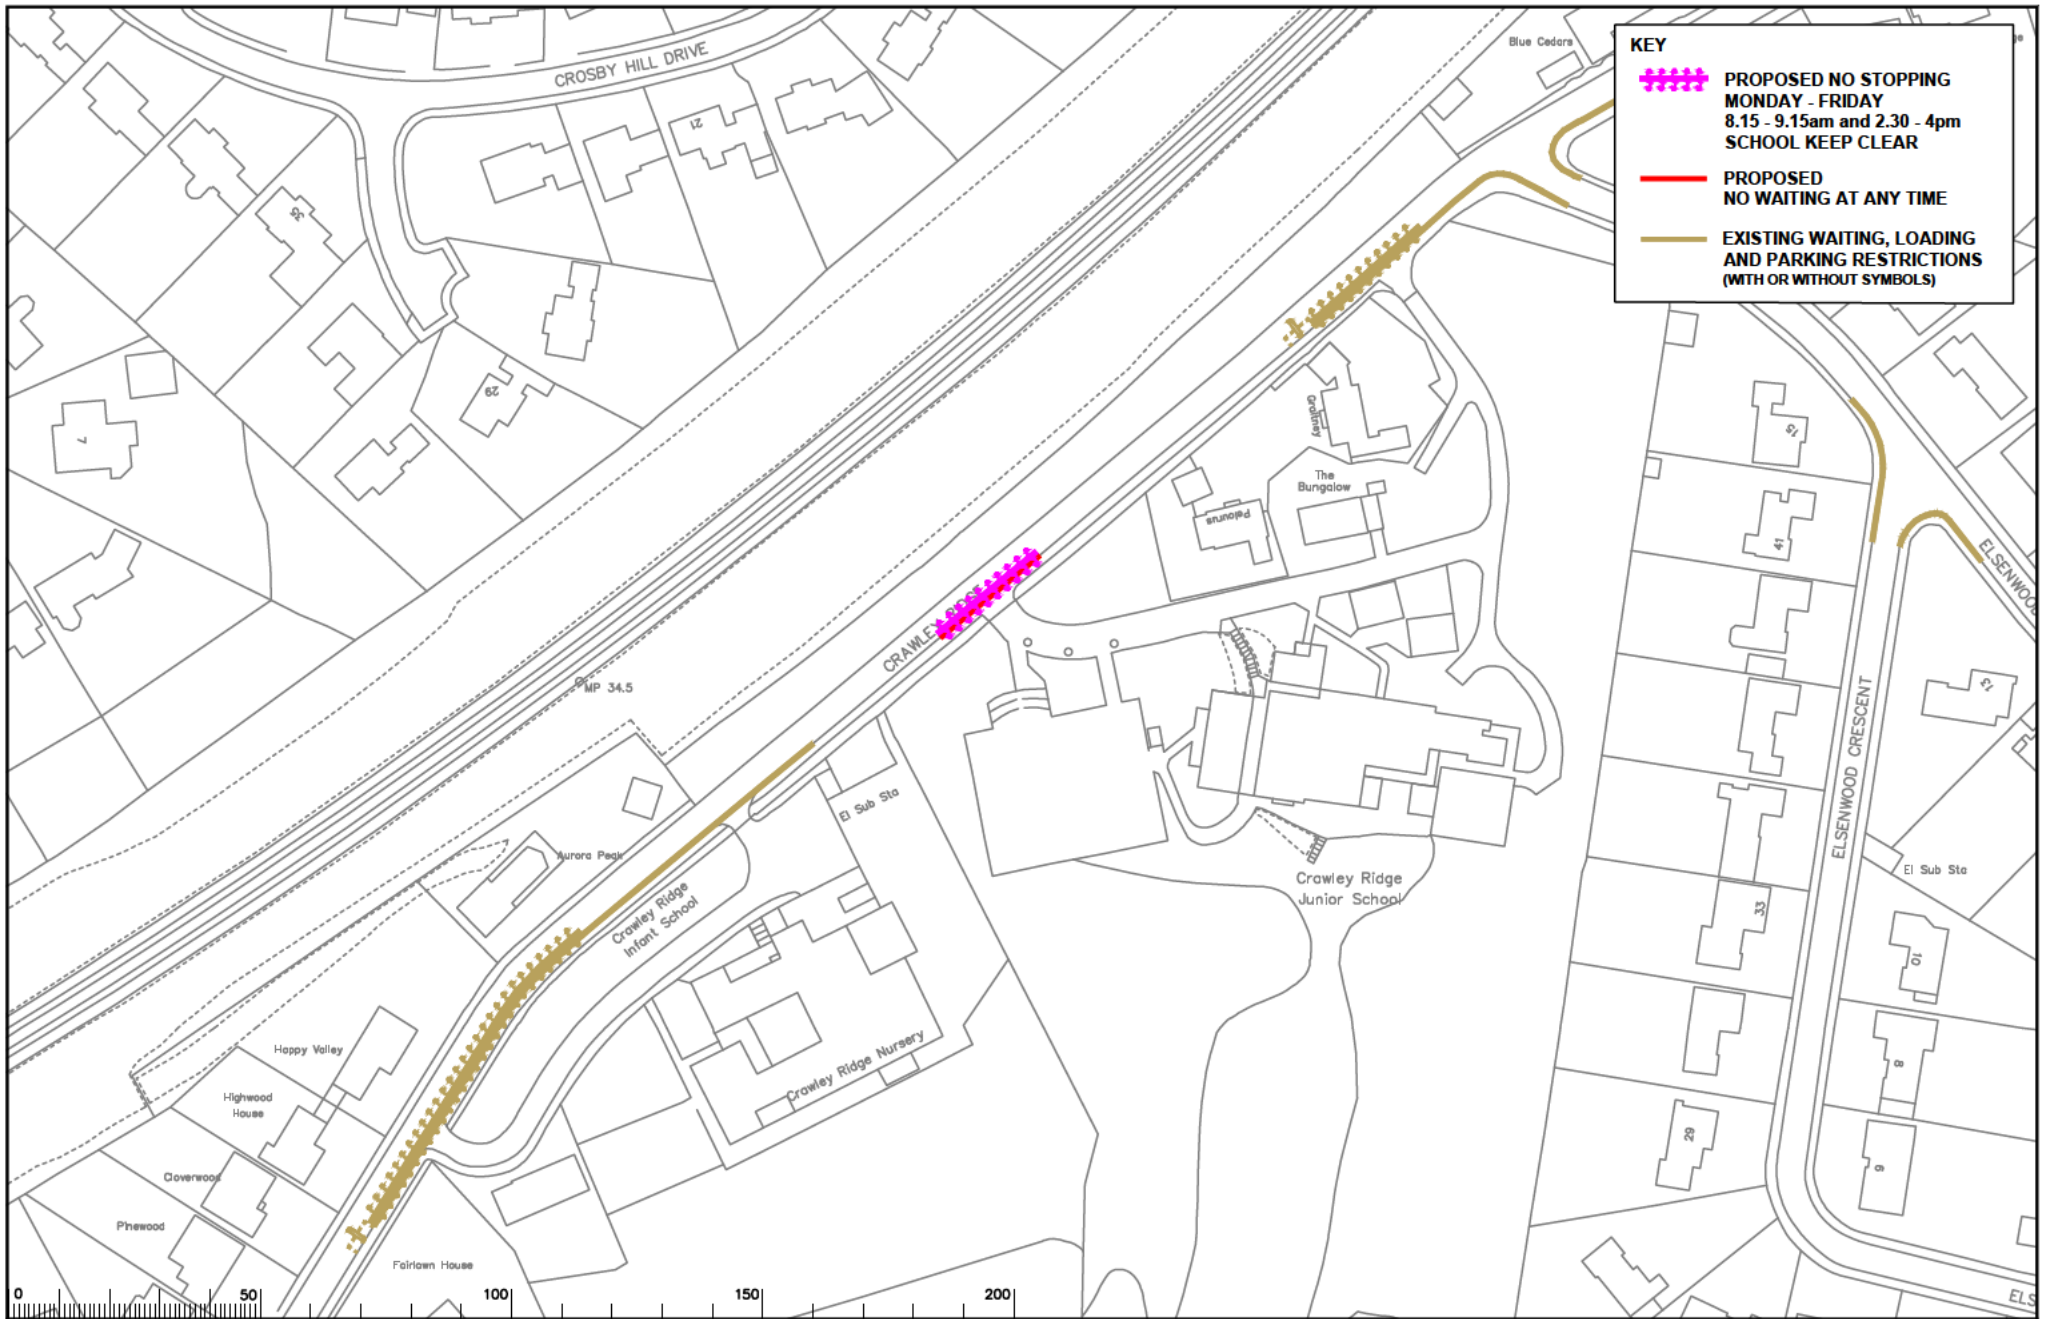 CROSBY HILL DRIVE
Blue Cedars
KEY
PROPOSED NO STOPPING
MONDAY - FRIDAY
8.15 - 9.15am and 2.30 - 4pm
SCHOOL KEEP CLEAR
PROPOSED
NO WAITING AT ANY TIME
EXISTING WAITING, LOADING
AND PARKING RESTRICTIONS
(WITH OR WITHOUT SYMBOLS)
21
35
29
7
Graitney
The
Bungalow
Pelourus
15
41
ELSENWOOD
CRAWLEY
MP 34.5
13
ELSENWOOD CRESCENT
El Sub Sta
Aurora Peak
Crawley Ridge
Infant School
Crawley Ridge
Junior School
El Sub Sta
33
10
Happy Valley
Crawley Ridge Nursery
Highwood
House
8
29
6
Cloverwood
Pinewood
Fairlawn House
0
50
100
150
200
ELS